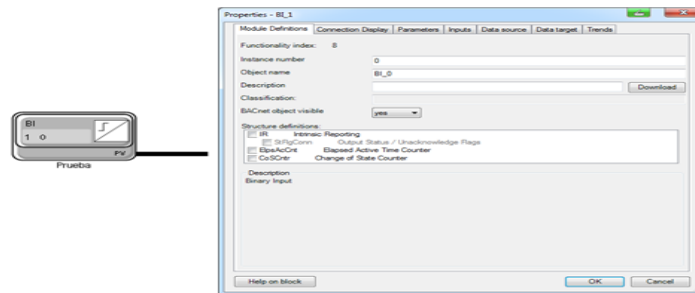 Properties - BI_1
Module Definitions Connection Display Parameters Inputs Data source Data target Trends
Functionality index: 8
Instance number 0
Object name BI_0
Description Download
Classification:
BACnet object visible yes
Structure definitions:
IR Intrinsic Reporting
StFlgConn Output Status / Unacknowledge Flags
ElpsAcCnt Elapsed Active Time Counter
CoSCntr Change of State Counter
Description
Binary Input
Help on block OK Cancel
BI
1 0
PV
Prueba